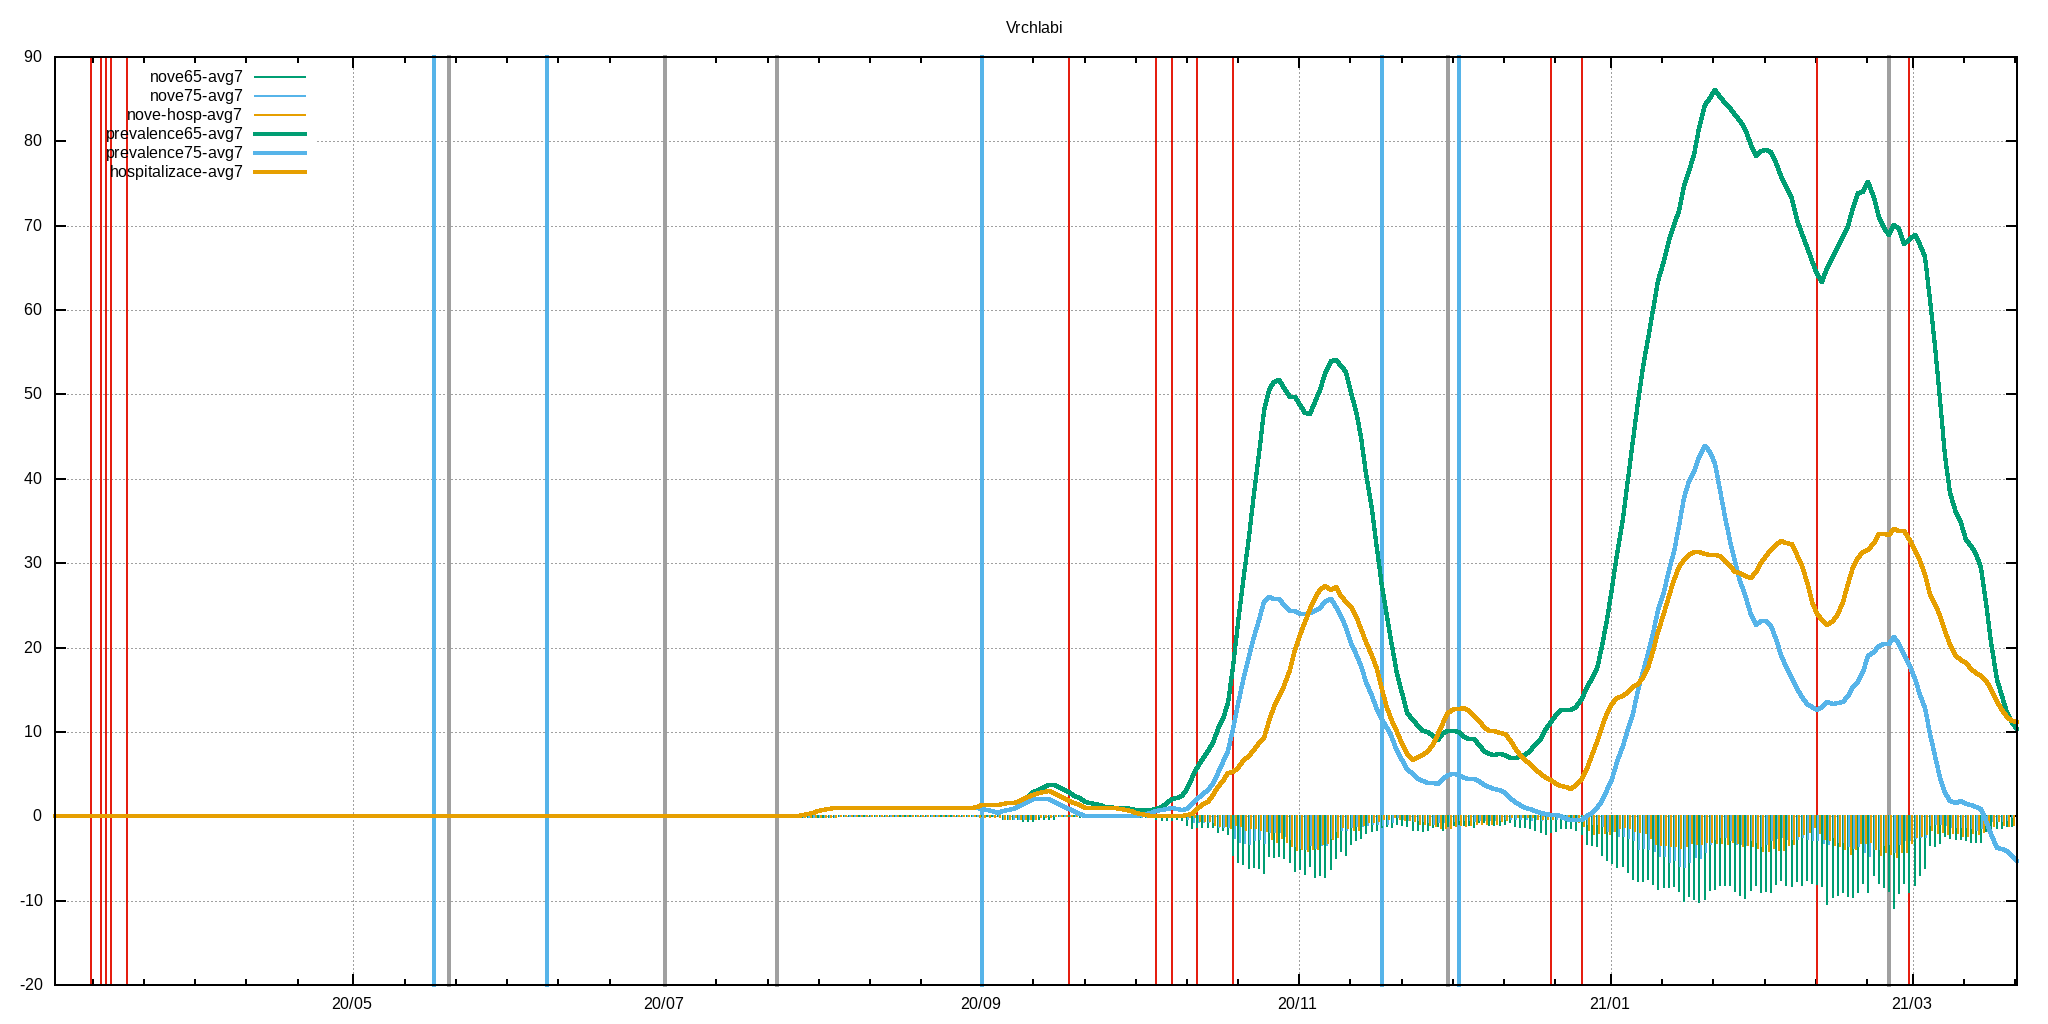 Vrchlabi
nove65-avg7
nove75-avg7
nove-hosp-avg7
prevalence65-avg7
prevalence75-avg7
hospitalizace-avg7
90
80
70
60
50
40
30
20
10
0
-10
-20
20/05 20/07 20/09 20/11 21/01 21/03